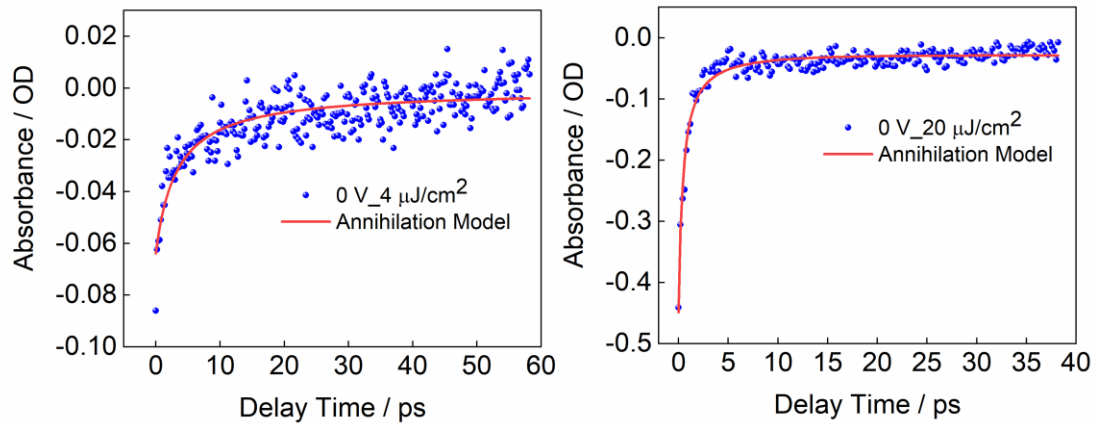 0.02
0.00
-0.02
-0.04
-0.06
-0.08
-0.10
Absorbance / OD
0 V_4 μJ/cm²
Annihilation Model
0 10 20 30 40 50 60
Delay Time / ps
0.0
-0.1
-0.2
-0.3
-0.4
-0.5
Absorbance / OD
0 V_20 μJ/cm²
Annihilation Model
0 5 10 15 20 25 30 35 40
Delay Time / ps